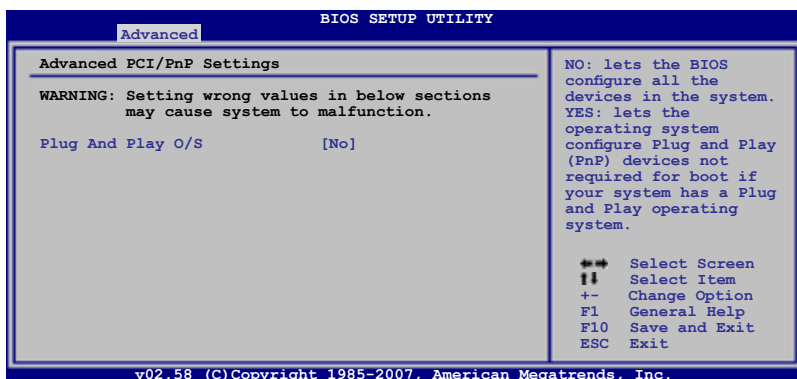 BIOS SETUP UTILITY
Advanced
Advanced PCI/PnP Settings
WARNING: Setting wrong values in below sections
may cause system to malfunction.
Plug And Play O/S [No]
NO: lets the BIOS
configure all the
devices in the system.
YES: lets the
operating system
configure Plug and Play
(PnP) devices not
required for boot if
your system has a Plug
and Play operating
system.
←→ Select Screen
↑↓ Select Item
+- Change Option
F1 General Help
F10 Save and Exit
ESC Exit
v02.58 (C)Copyright 1985-2007, American Megatrends, Inc.